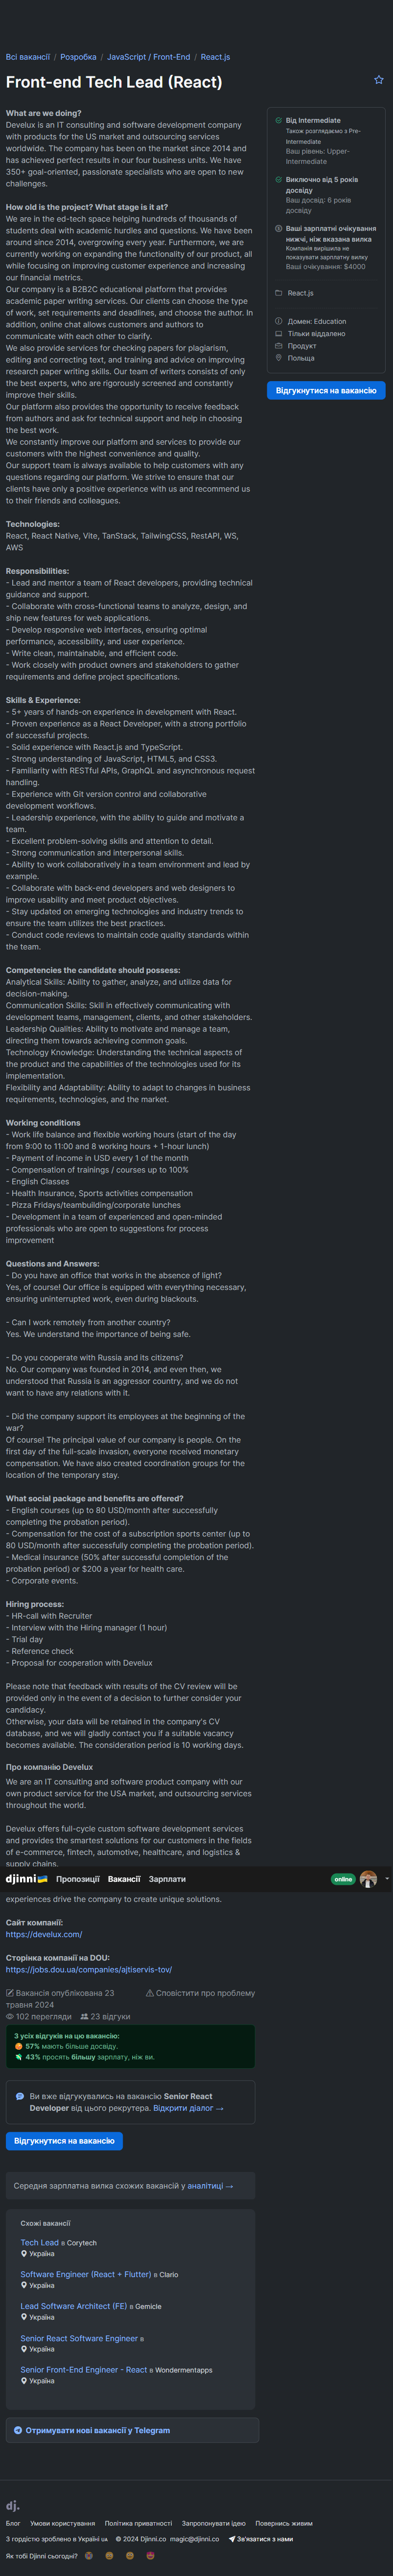 Всі вакансії / Розробка / JavaScript / Front-End / React.js
Front-end Tech Lead (React)
What are we doing?
Develux is an IT consulting and software development company
with products for the US market and outsourcing services
worldwide. The company has been on the market since 2014 and
has achieved perfect results in our four business units. We have
350+ goal-oriented, passionate specialists who are open to new
challenges.
How old is the project? What stage is it at?
We are in the ed-tech space helping hundreds of thousands of
students deal with academic hurdles and questions. We have been
around since 2014, overgrowing every year. Furthermore, we are
currently working on expanding the functionality of our product, all
while focusing on improving customer experience and increasing
our financial metrics.
Our company is a B2B2C educational platform that provides
academic paper writing services. Our clients can choose the type
of work, set requirements and deadlines, and choose the author. In
addition, online chat allows customers and authors to
communicate with each other to clarify.
We also provide services for checking papers for plagiarism,
editing and correcting text, and training and advice on improving
research paper writing skills. Our team of writers consists of only
the best experts, who are rigorously screened and constantly
improve their skills.
Our platform also provides the opportunity to receive feedback
from authors and ask for technical support and help in choosing
the best work.
We constantly improve our platform and services to provide our
customers with the highest convenience and quality.
Our support team is always available to help customers with any
questions regarding our platform. We strive to ensure that our
clients have only a positive experience with us and recommend us
to their friends and colleagues.
Technologies:
React, React Native, Vite, TanStack, TailwingCSS, RestAPI, WS,
AWS
Responsibilities:
- Lead and mentor a team of React developers, providing technical
guidance and support.
- Collaborate with cross-functional teams to analyze, design, and
ship new features for web applications.
- Develop responsive web interfaces, ensuring optimal
performance, accessibility, and user experience.
- Write clean, maintainable, and efficient code.
- Work closely with product owners and stakeholders to gather
requirements and define project specifications.
Skills & Experience:
- 5+ years of hands-on experience in development with React.
- Proven experience as a React Developer, with a strong portfolio
of successful projects.
- Solid experience with React.js and TypeScript.
- Strong understanding of JavaScript, HTML5, and CSS3.
- Familiarity with RESTful APIs, GraphQL and asynchronous request
handling.
- Experience with Git version control and collaborative
development workflows.
- Leadership experience, with the ability to guide and motivate a
team.
- Excellent problem-solving skills and attention to detail.
- Strong communication and interpersonal skills.
- Ability to work collaboratively in a team environment and lead by
example.
- Collaborate with back-end developers and web designers to
improve usability and meet product objectives.
- Stay updated on emerging technologies and industry trends to
ensure the team utilizes the best practices.
- Conduct code reviews to maintain code quality standards within
the team.
Competencies the candidate should possess:
Analytical Skills: Ability to gather, analyze, and utilize data for
decision-making.
Communication Skills: Skill in effectively communicating with
development teams, management, clients, and other stakeholders.
Leadership Qualities: Ability to motivate and manage a team,
directing them towards achieving common goals.
Technology Knowledge: Understanding the technical aspects of
the product and the capabilities of the technologies used for its
implementation.
Flexibility and Adaptability: Ability to adapt to changes in business
requirements, technologies, and the market.
Working conditions
- Work life balance and flexible working hours (start of the day
from 9:00 to 11:00 and 8 working hours + 1-hour lunch)
- Payment of income in USD every 1 of the month
- Compensation of trainings / courses up to 100%
- English Classes
- Health Insurance, Sports activities compensation
- Pizza Fridays/teambuilding/corporate lunches
- Development in a team of experienced and open-minded
professionals who are open to suggestions for process
improvement
Questions and Answers:
- Do you have an office that works in the absence of light?
Yes, of course! Our office is equipped with everything necessary,
ensuring uninterrupted work, even during blackouts.
- Can I work remotely from another country?
Yes. We understand the importance of being safe.
- Do you cooperate with Russia and its citizens?
No. Our company was founded in 2014, and even then, we
understood that Russia is an aggressor country, and we do not
want to have any relations with it.
- Did the company support its employees at the beginning of the
war?
Of course! The principal value of our company is people. On the
first day of the full-scale invasion, everyone received monetary
compensation. We have also created coordination groups for the
location of the temporary stay.
What social package and benefits are offered?
- English courses (up to 80 USD/month after successfully
completing the probation period).
- Compensation for the cost of a subscription sports center (up to
80 USD/month after successfully completing the probation period).
- Medical insurance (50% after successful completion of the
probation period) or $200 a year for health care.
- Corporate events.
Hiring process:
- HR-call with Recruiter
- Interview with the Hiring manager (1 hour)
- Trial day
- Reference check
- Proposal for cooperation with Develux
Please note that feedback with results of the CV review will be
provided only in the event of a decision to further consider your
candidacy.
Otherwise, your data will be retained in the company's CV
database, and we will gladly contact you if a suitable vacancy
becomes available. The consideration period is 10 working days.
Про компанію Develux
We are an IT consulting and software product company with our
own product service for the USA market, and outsourcing services
throughout the world.
Develux offers full-cycle custom software development services
and provides the smartest solutions for our customers in the fields
of e-commerce, fintech, automotive, healthcare, and logistics &
supply chains.
djinni Пропозиції Вакансії Зарплати online
experiences drive the company to create unique solutions.
Сайт компанії:
https://develux.com/
Сторінка компанії на DOU:
https://jobs.dou.ua/companies/ajtiservis-tov/
Вакансія опублікована 23
травня 2024
Сповістити про проблему
102 перегляди 23 відгуки
З усіх відгуків на цю вакансію:
57% мають більше досвіду.
43% просять більшу зарплату, ніж ви.
Ви вже відгукувались на вакансію Senior React
Developer від цього рекрутера. Відкрити діалог →
Відгукнутися на вакансію
Середня зарплатна вилка схожих вакансій у аналітиці →
Схожі вакансії
Tech Lead в Corytech
Україна
Software Engineer (React + Flutter) в Clario
Україна
Lead Software Architect (FE) в Gemicle
Україна
Senior React Software Engineer в
Україна
Senior Front-End Engineer - React в Wondermentapps
Україна
Отримувати нові вакансії у Telegram
Від Intermediate
Також розглядаємо з Pre-
Intermediate
Ваш рівень: Upper-
Intermediate
Виключно від 5 років
досвіду
Ваш досвід: 6 років
досвіду
Ваші зарплатні очікування
нижчі, ніж вказана вилка
Компанія вирішила не
показувати зарплатну вилку
Ваші очікування: $4000
React.js
Домен: Education
Тільки віддалено
Продукт
Польща
Відгукнутися на вакансію
dj.
Блог Умови користування Політика приватності Запропонувати ідею Повернись живим
З гордістю зроблено в Україні UA © 2024 Djinni.co magic@djinni.co Зв'язатися з нами
Як тобі Djinni сьогодні?